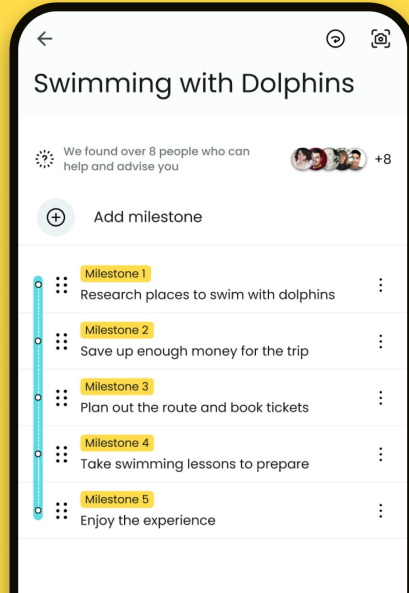 Swimming with Dolphins
We found over 8 people who can
help and advise you
+8
Add milestone
Milestone 1
Research places to swim with dolphins
Milestone 2
Save up enough money for the trip
Milestone 3
Plan out the route and book tickets
Milestone 4
Take swimming lessons to prepare
Milestone 5
Enjoy the experience